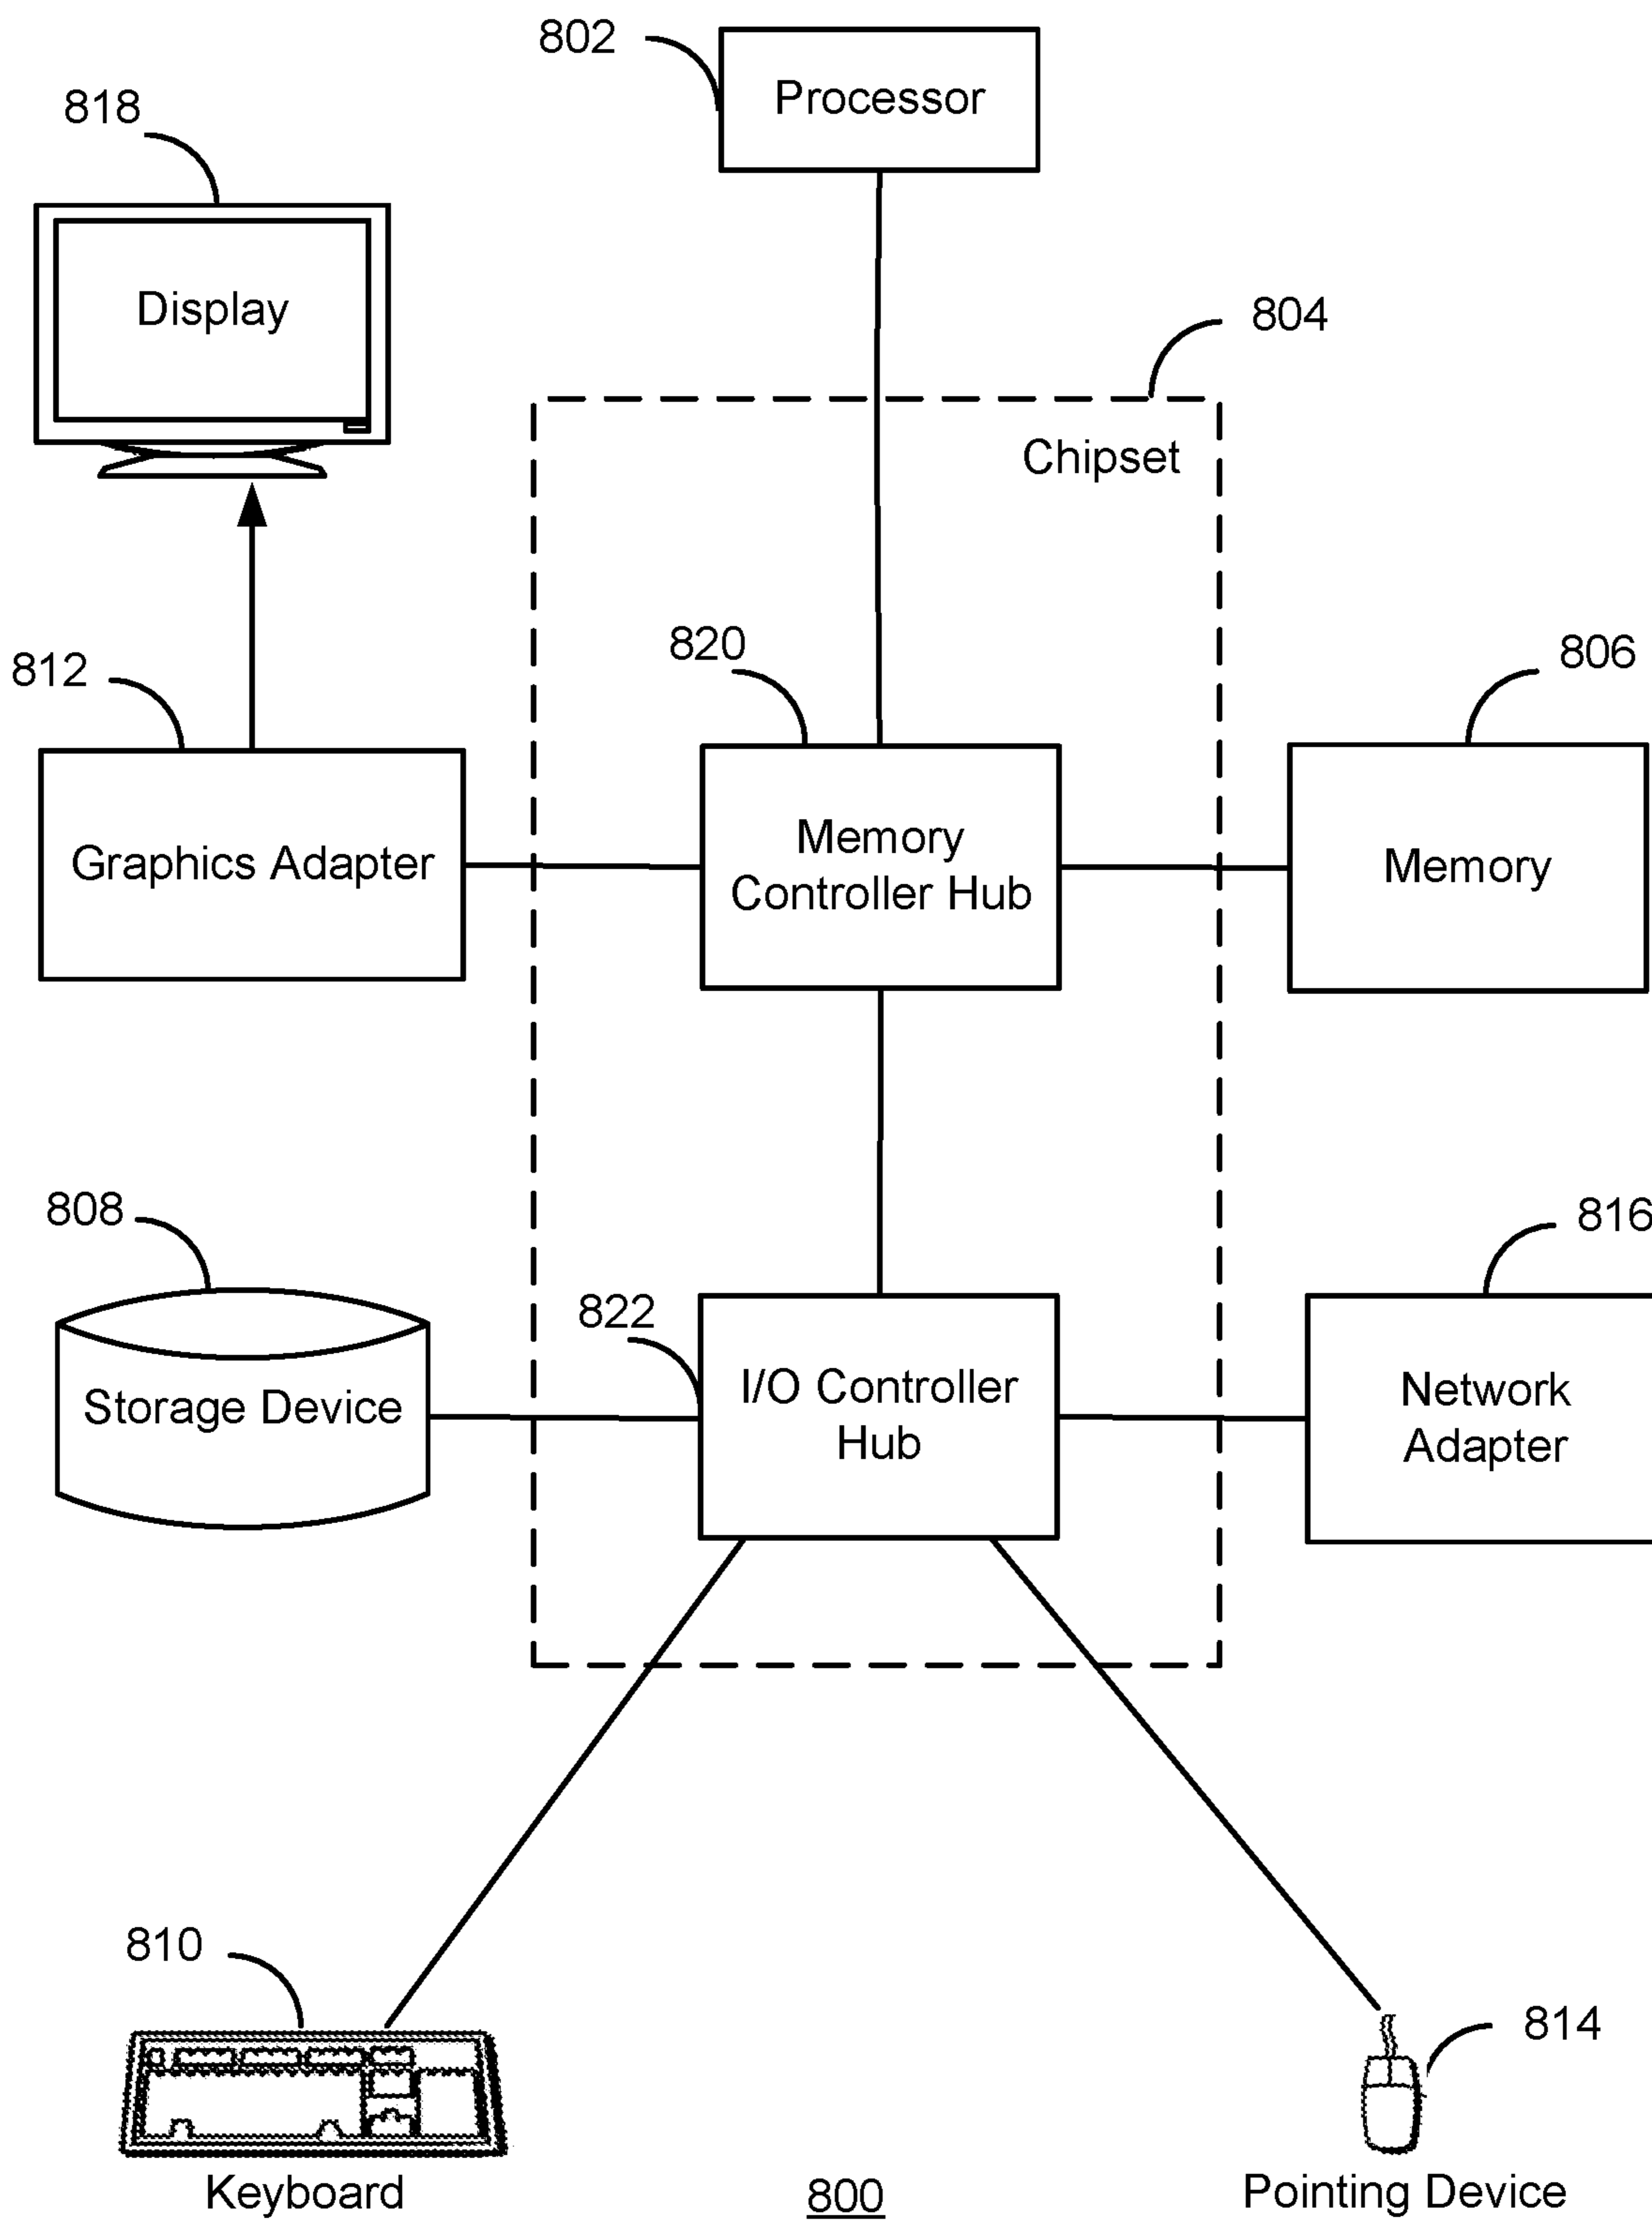 802
Processor
818
Display
804
Chipset
820
812
806
Memory
Controller Hub
Graphics Adapter
Memory
808
816
822
I/O Controller
Hub
Storage Device
Network
Adapter
810
814
Keyboard
800
Pointing Device